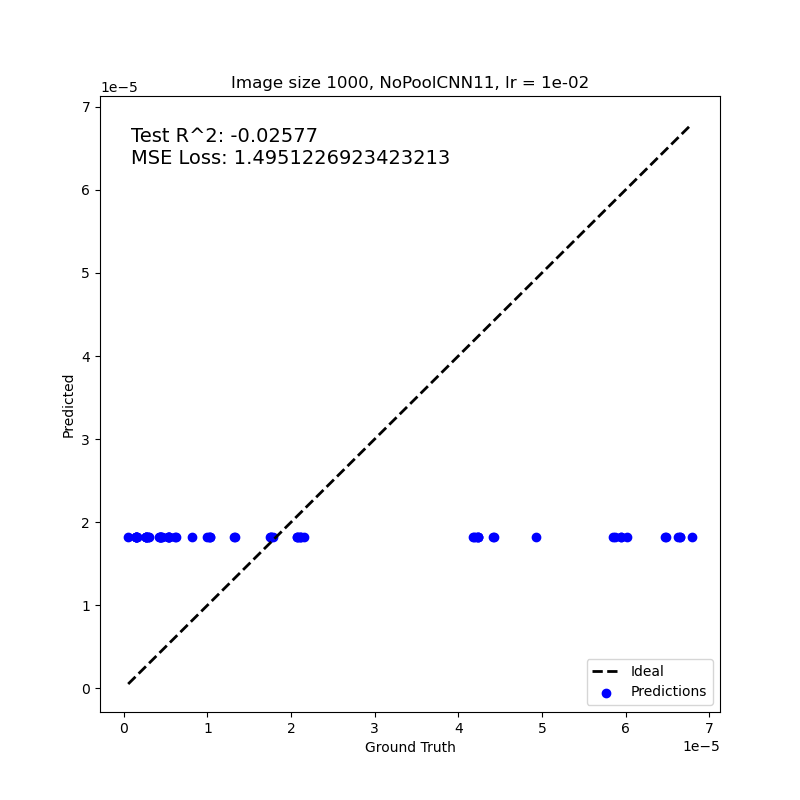 Image size 1000, NoPoolCNN11, lr = 1e-02
1e−5
Test R^2: -0.02577
MSE Loss: 1.4951226923423213
7
6
5
4
3
2
1
0
Predicted
Ideal
Predictions
0 1 2 3 4 5 6 7
Ground Truth
1e−5